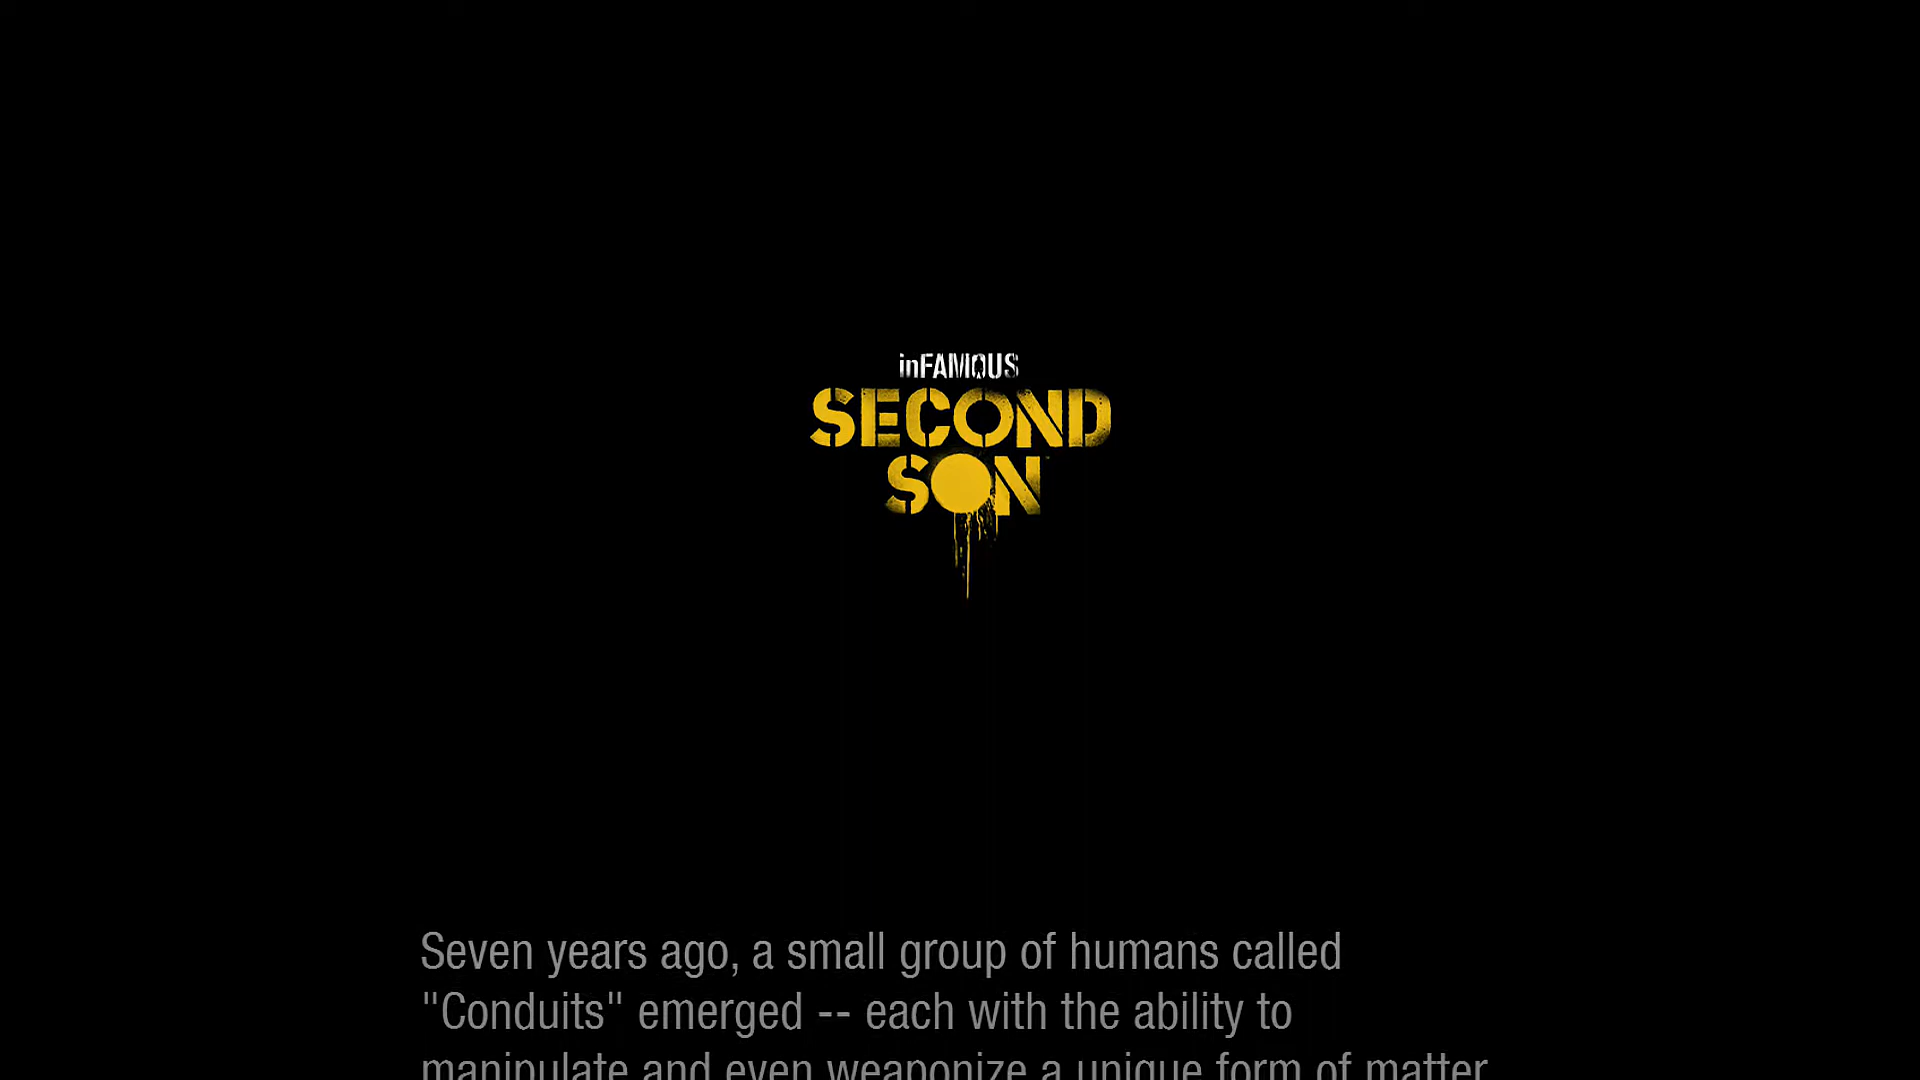 inFAMOUS
SECOND
SON
Seven years ago, a small group of humans called
"Conduits" emerged -- each with the ability to
manipulate and even weaponize a unique form of matter